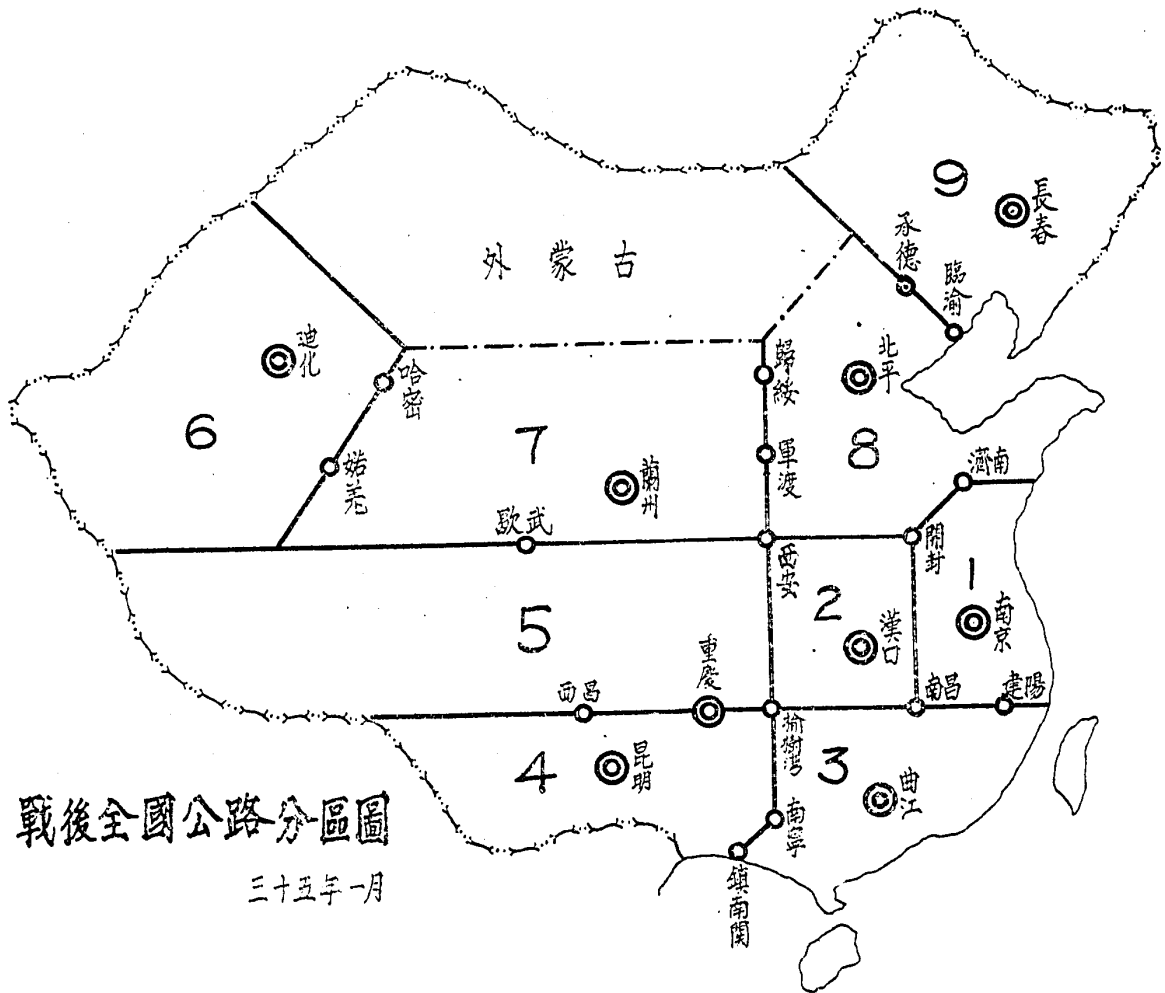 9
長春
承德
臨渝
外蒙古
迪化
哈密
歸綏
北平
6
7
8
婼羌
蘭州
軍渡
濟南
歐武
西安
開封
1
5
2
漢口
南京
重慶
西昌
榆樹灣
南昌
建陽
4
昆明
3
曲江
南寧
鎮南関
戰後全國公路分區圖
三十五年一月